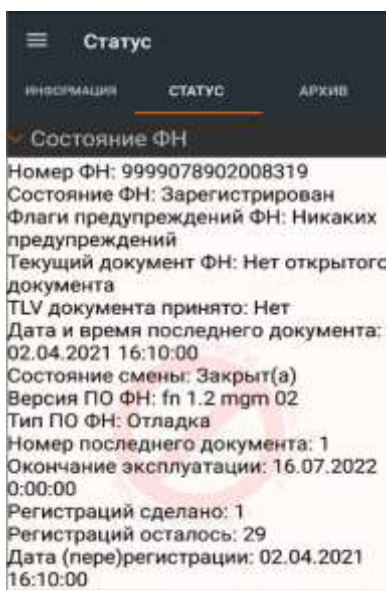 Статус
ИНФОРМАЦИЯ СТАТУС АРХИВ
Состояние ФН
Номер ФН: 9999078902008319
Состояние ФН: Зарегистрирован
Флаги предупреждений ФН: Никаких
предупреждений
Текущий документ ФН: Нет открытого
документа
TLV документа принято: Нет
Дата и время последнего документа:
02.04.2021 16:10:00
Состояние смены: Закрыт(а)
Версия ПО ФН: fn 1.2 mgm 02
Тип ПО ФН: Отладка
Номер последнего документа: 1
Окончание эксплуатации: 16.07.2022
0:00:00
Регистраций сделано: 1
Регистраций осталось: 29
Дата (пере)регистрации: 02.04.2021
16:10:00